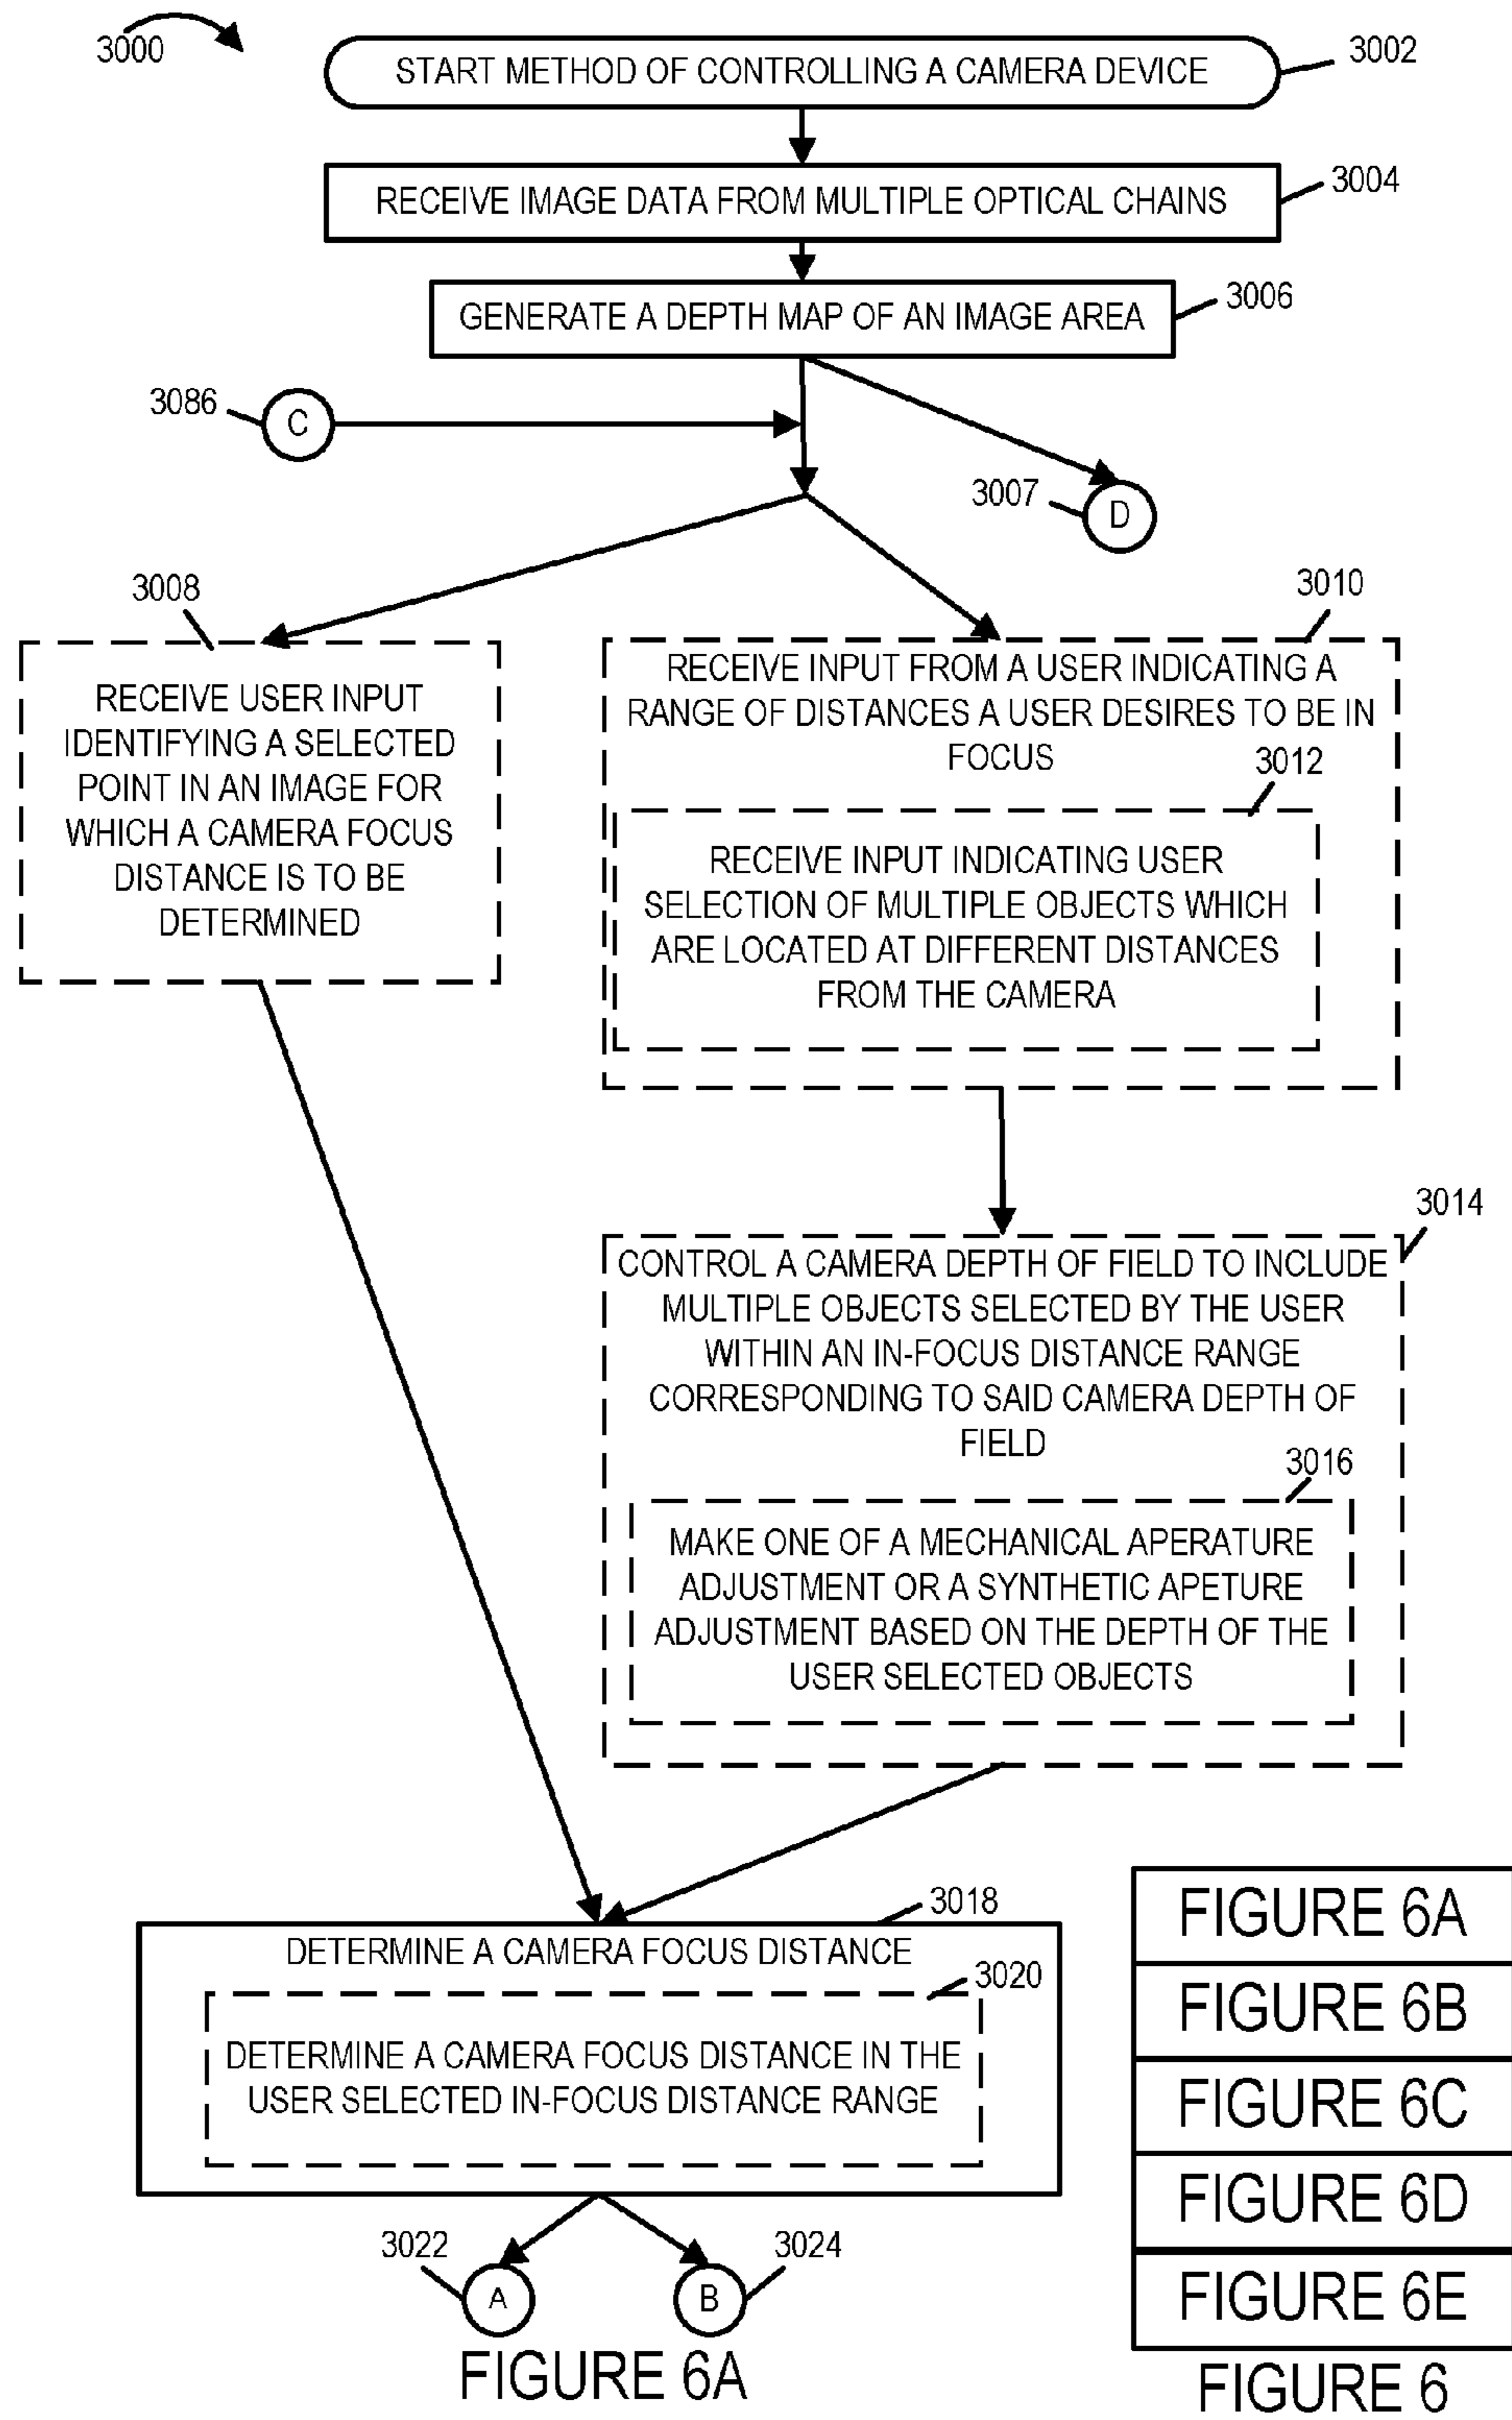 3000
START METHOD OF CONTROLLING A CAMERA DEVICE
3002
RECEIVE IMAGE DATA FROM MULTIPLE OPTICAL CHAINS
3004
GENERATE A DEPTH MAP OF AN IMAGE AREA
3006
3086
C
3007
D
3008
RECEIVE USER INPUT
IDENTIFYING A SELECTED
POINT IN AN IMAGE FOR
WHICH A CAMERA FOCUS
DISTANCE IS TO BE
DETERMINED
3010
RECEIVE INPUT FROM A USER INDICATING A
RANGE OF DISTANCES A USER DESIRES TO BE IN
FOCUS
3012
RECEIVE INPUT INDICATING USER
SELECTION OF MULTIPLE OBJECTS WHICH
ARE LOCATED AT DIFFERENT DISTANCES
FROM THE CAMERA
3014
CONTROL A CAMERA DEPTH OF FIELD TO INCLUDE
MULTIPLE OBJECTS SELECTED BY THE USER
WITHIN AN IN-FOCUS DISTANCE RANGE
CORRESPONDING TO SAID CAMERA DEPTH OF
FIELD
3016
MAKE ONE OF A MECHANICAL APERATURE
ADJUSTMENT OR A SYNTHETIC APETURE
ADJUSTMENT BASED ON THE DEPTH OF THE
USER SELECTED OBJECTS
3018
DETERMINE A CAMERA FOCUS DISTANCE
3020
DETERMINE A CAMERA FOCUS DISTANCE IN THE
USER SELECTED IN-FOCUS DISTANCE RANGE
3022
A
B
3024
FIGURE 6A
FIGURE 6A
FIGURE 6B
FIGURE 6C
FIGURE 6D
FIGURE 6E
FIGURE 6